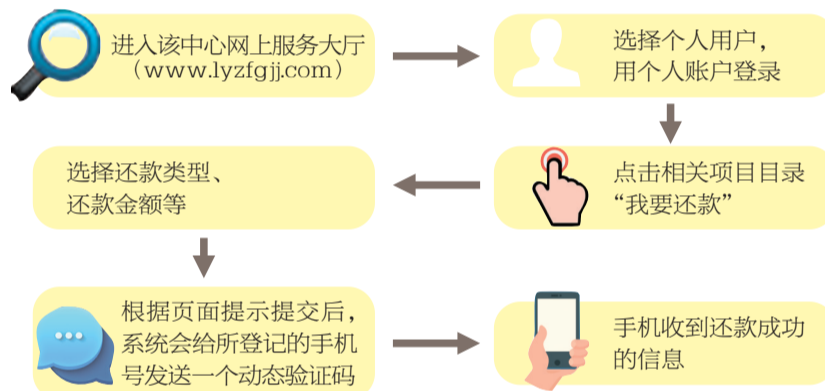 进入该中心网上服务大厅
（www.lyzfgjj.com）
选择个人用户，
用个人账户登录
点击相关项目目录
“我要还款”
选择还款类型、
还款金额等
根据页面提示提交后，
系统会给所登记的手机
号发送一个动态验证码
手机收到还款成功
的信息